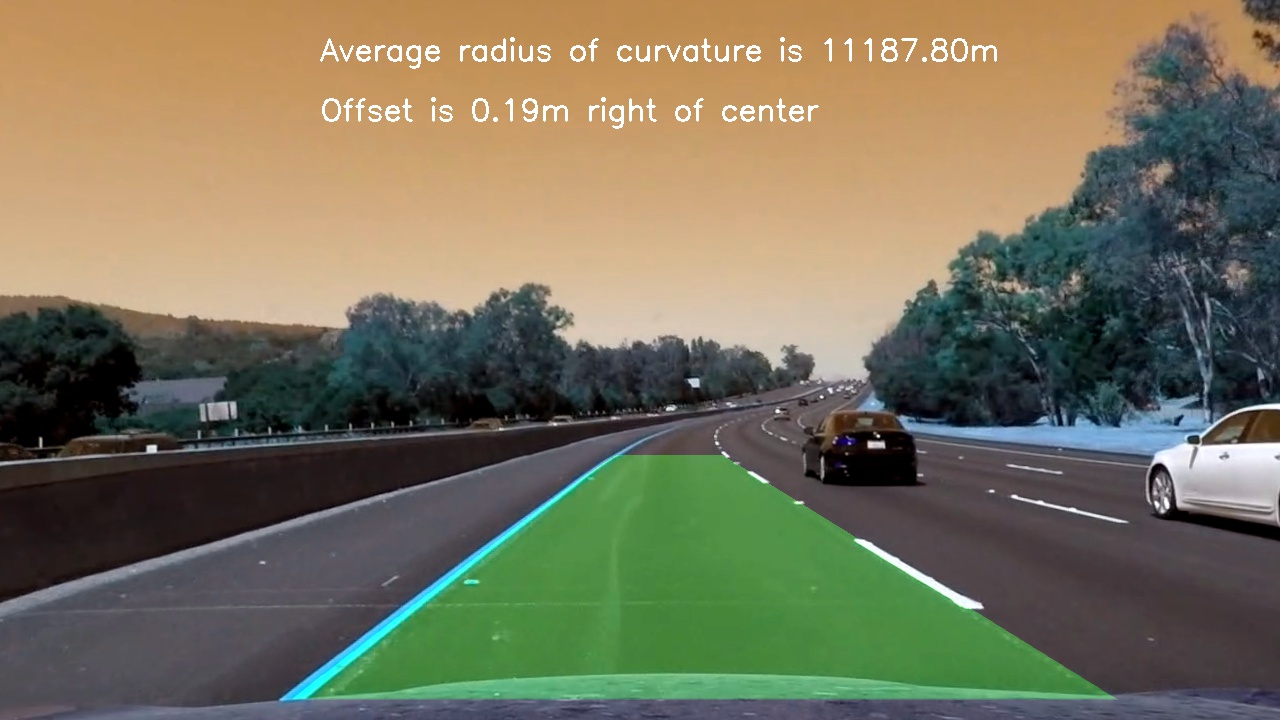 Average radius of curvature is 11187.80m
Offset is 0.19m right of center